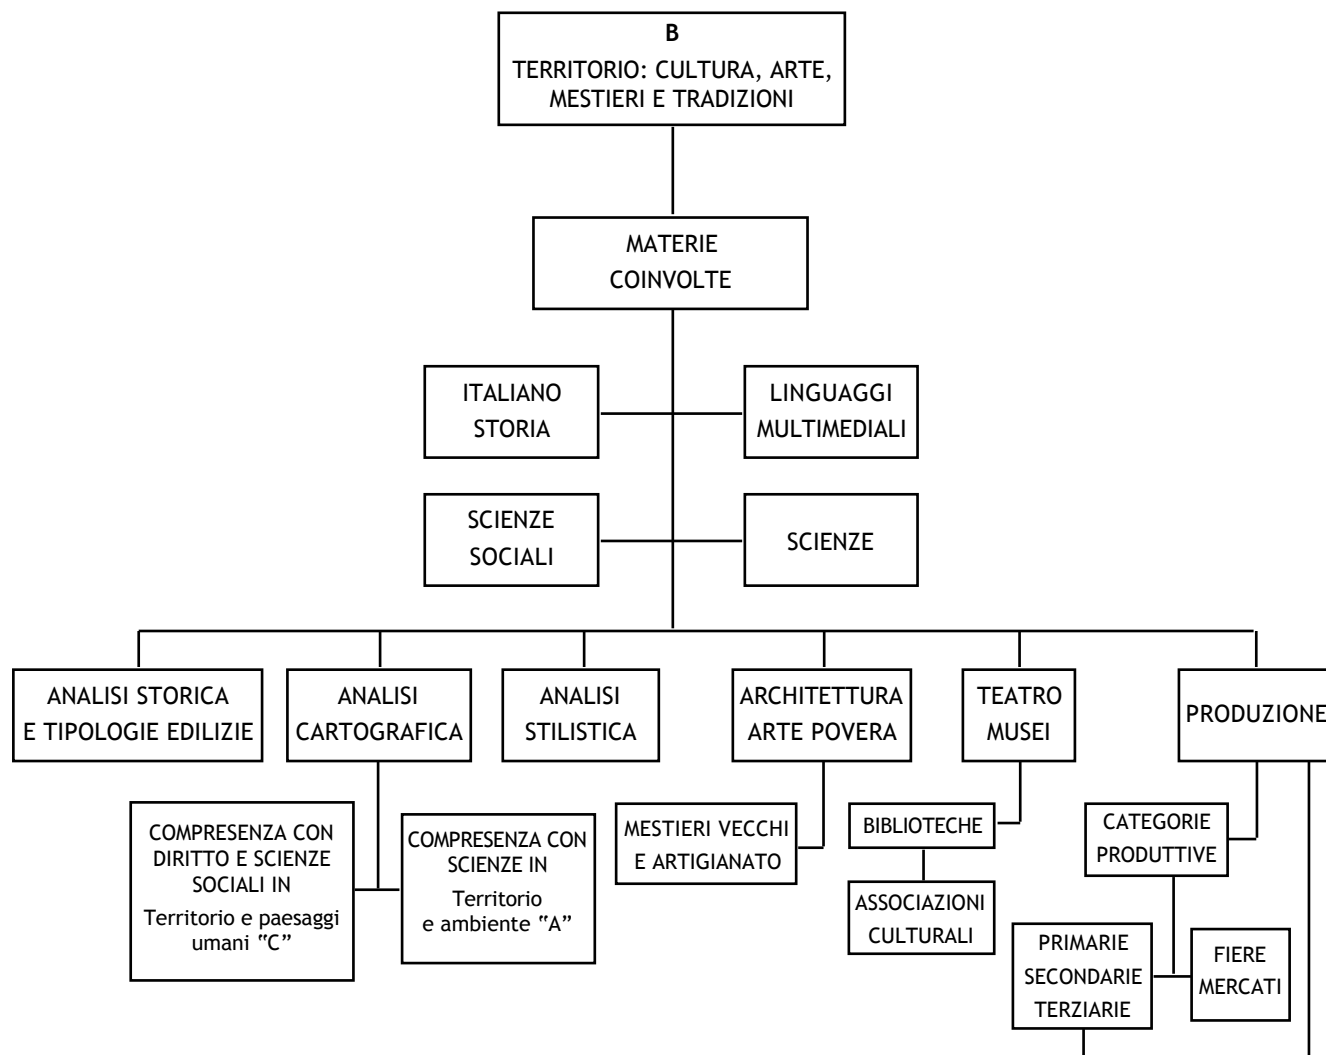 B
TERRITORIO: CULTURA, ARTE,
MESTIERI E TRADIZIONI
MATERIE
COINVOLTE
ITALIANO
STORIA
LINGUAGGI
MULTIMEDIALI
SCIENZE
SOCIALI
SCIENZE
ANALISI STORICA
E TIPOLOGIE EDILIZIE
ANALISI
CARTOGRAFICA
ANALISI
STILISTICA
ARCHITETTURA
ARTE POVERA
TEATRO
MUSEI
PRODUZIONE
COMPRESENZA CON
DIRITTO E SCIENZE
SOCIALI IN
Territorio e paesaggi
umani "C"
COMPRESENZA CON
SCIENZE IN
Territorio
e ambiente "A"
MESTIERI VECCHI
E ARTIGIANATO
BIBLIOTECHE
ASSOCIAZIONI
CULTURALI
CATEGORIE
PRODUTTIVE
PRIMARIE
SECONDARIE
TERZIARIE
FIERE
MERCATI